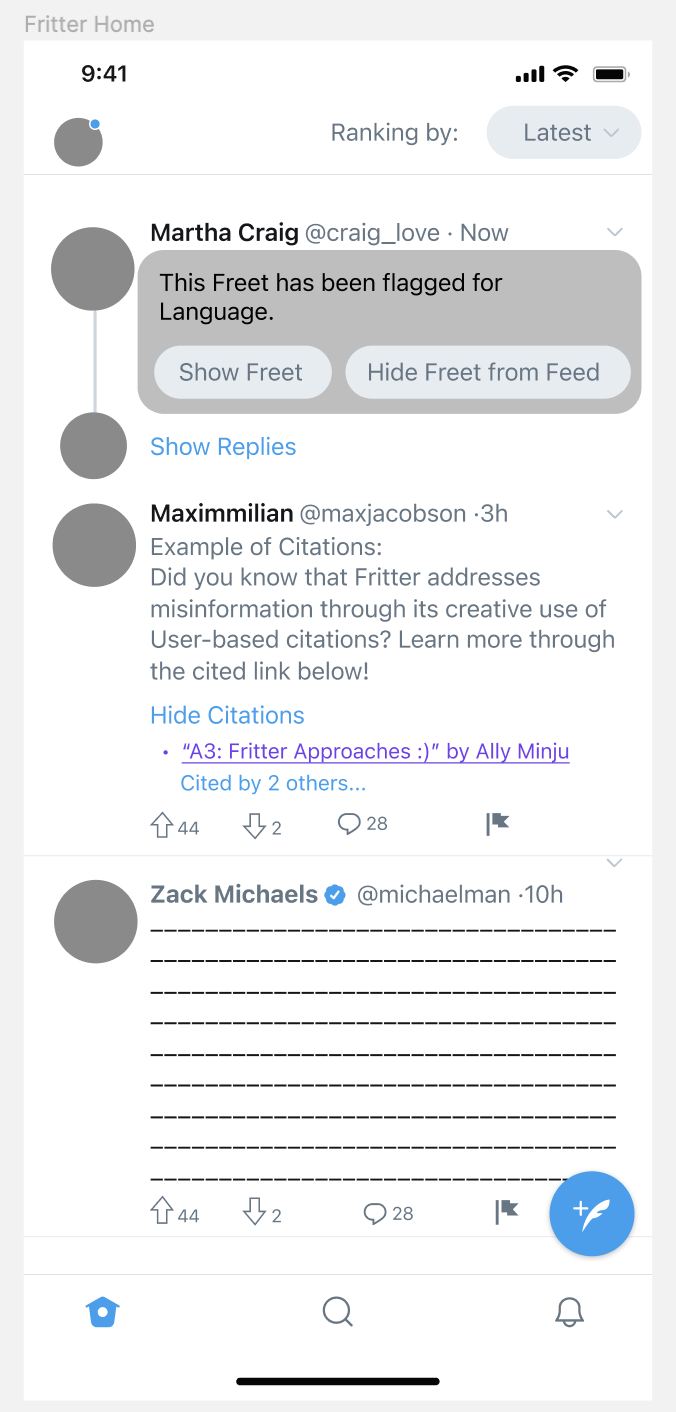 Fritter Home
9:41
Ranking by: Latest
Martha Craig @craig_love · Now
This Freet has been flagged for
Language.
Show Freet Hide Freet from Feed
Show Replies
Maximmilian @maxjacobson ·3h
Example of Citations:
Did you know that Fritter addresses
misinformation through its creative use of
User-based citations? Learn more through
the cited link below!
Hide Citations
• “A3: Fritter Approaches :)” by Ally Minju
Cited by 2 others...
44 2 28
Zack Michaels @michaelman ·10h
44 2 28